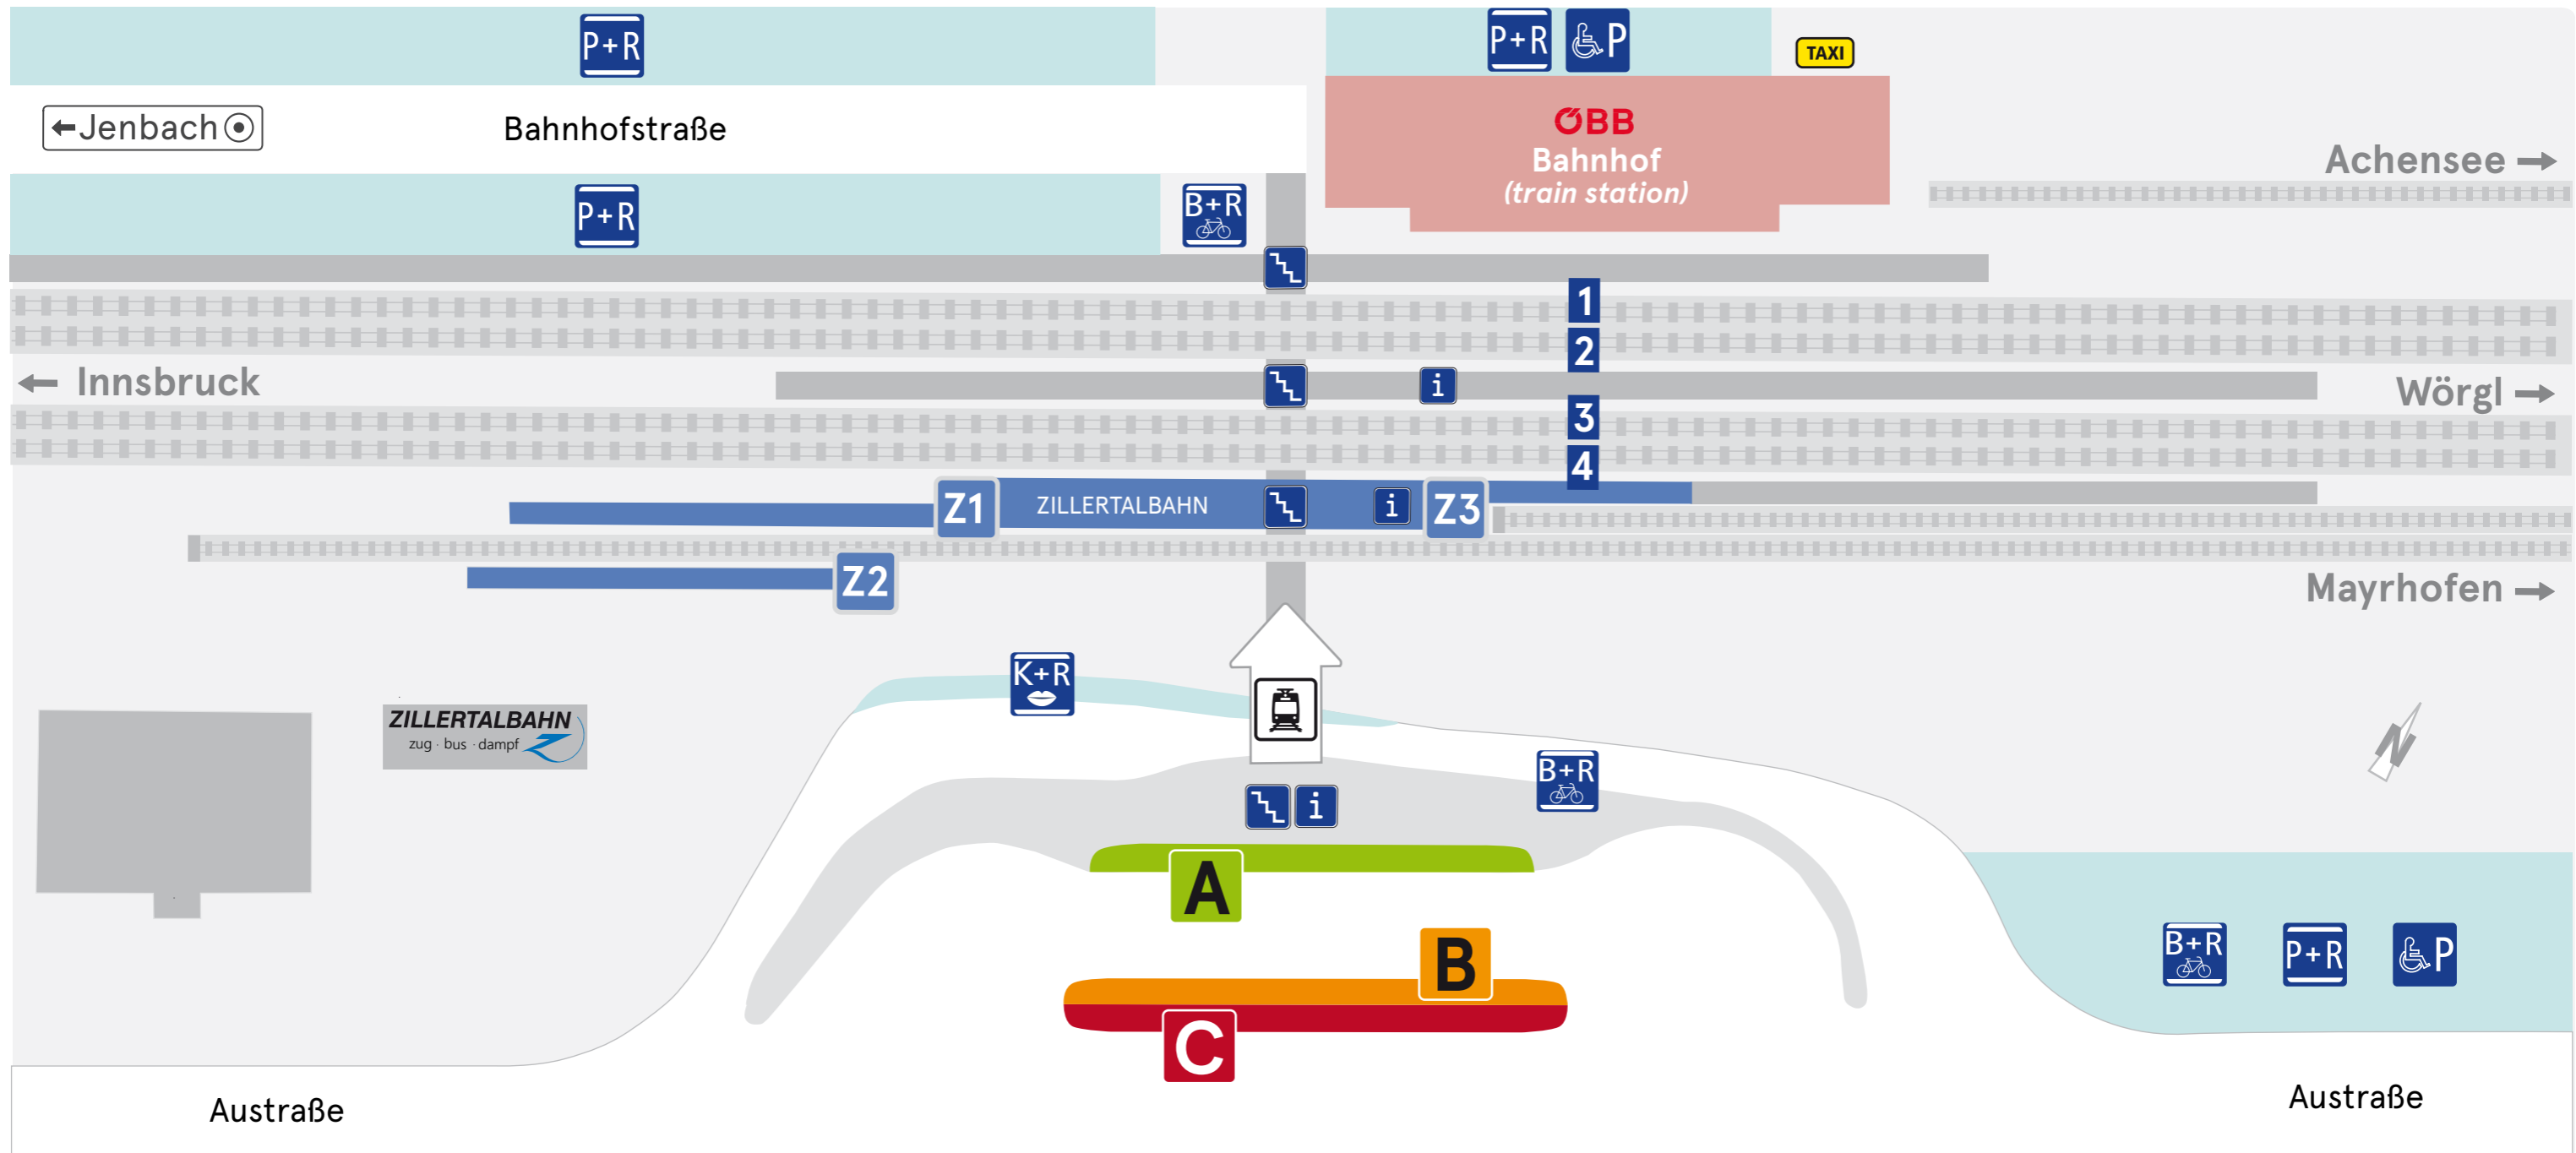 P+R
P+R
P
TAXI
←Jenbach
Bahnhofstraße
ÖBB
Bahnhof
(train station)
Achensee →
P+R
B+R
1
2
← Innsbruck
i
Wörgl →
3
4
Z1
ZILLERTALBAHN
i
Z3
Z2
Mayrhofen →
K+R
ZILLERTALBAHN
zug · bus · dampf
N
B+R
i
A
B
B+R
P+R
P
C
Austraße
Austraße